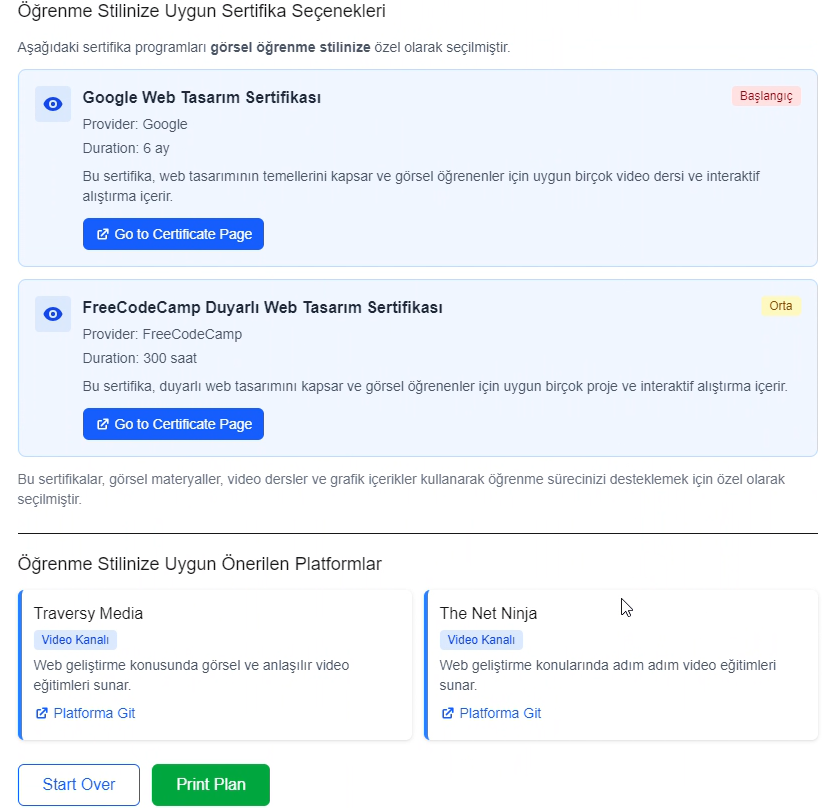 Öğrenme Stilinize Uygun Sertifika Seçenekleri
Aşağıdaki sertifika programları görsel öğrenme stilinize özel olarak seçilmiştir.
Google Web Tasarım Sertifikası
Başlangıç
Provider: Google
Duration: 6 ay
Bu sertifika, web tasarımının temellerini kapsar ve görsel öğrenenler için uygun birçok video dersi ve interaktif
alıştırma içerir.
Go to Certificate Page
FreeCodeCamp Duyarlı Web Tasarım Sertifikası
Orta
Provider: FreeCodeCamp
Duration: 300 saat
Bu sertifika, duyarlı web tasarımını kapsar ve görsel öğrenenler için uygun birçok proje ve interaktif alıştırma içerir.
Go to Certificate Page
Bu sertifikalar, görsel materyaller, video dersler ve grafik içerikler kullanarak öğrenme sürecinizi desteklemek için özel olarak
seçilmiştir.
Öğrenme Stilinize Uygun Önerilen Platformlar
Traversy Media
Video Kanalı
Web geliştirme konusunda görsel ve anlaşılır video
eğitimleri sunar.
Platforma Git
The Net Ninja
Video Kanalı
Web geliştirme konularında adım adım video eğitimleri
sunar.
Platforma Git
Start Over
Print Plan